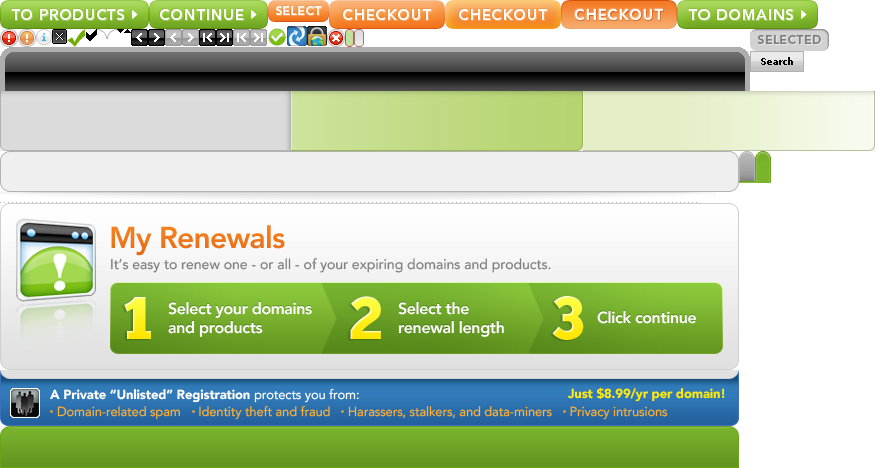 TO PRODUCTS
CONTINUE
SELECT
CHECKOUT
CHECKOUT
CHECKOUT
TO DOMAINS
SELECTED
Search
My Renewals
It's easy to renew one - or all - of your expiring domains and products.
1 Select your domains
and products
2 Select the
renewal length
3 Click continue
A Private "Unlisted" Registration protects you from:
Just $8.99/yr per domain!
· Domain-related spam · Identity theft and fraud · Harassers, stalkers, and data-miners · Privacy intrusions